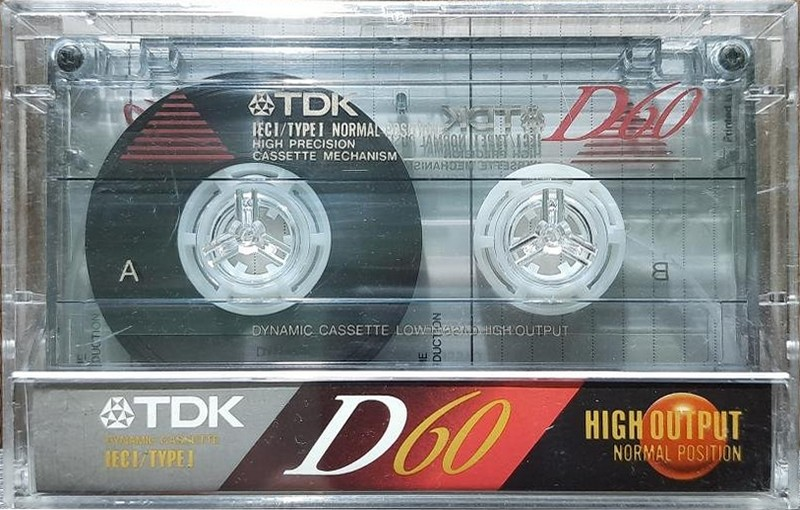 TDK
D60
IEC I/TYPE I NORMAL POSITION
HIGH PRECISION
CASSETTE MECHANISM
A
B
DYNAMIC CASSETTE LOW NOISE HIGH OUTPUT
TDK
DYNAMIC CASSETTE
IEC I/TYPE I
D60
HIGH OUTPUT
NORMAL POSITION